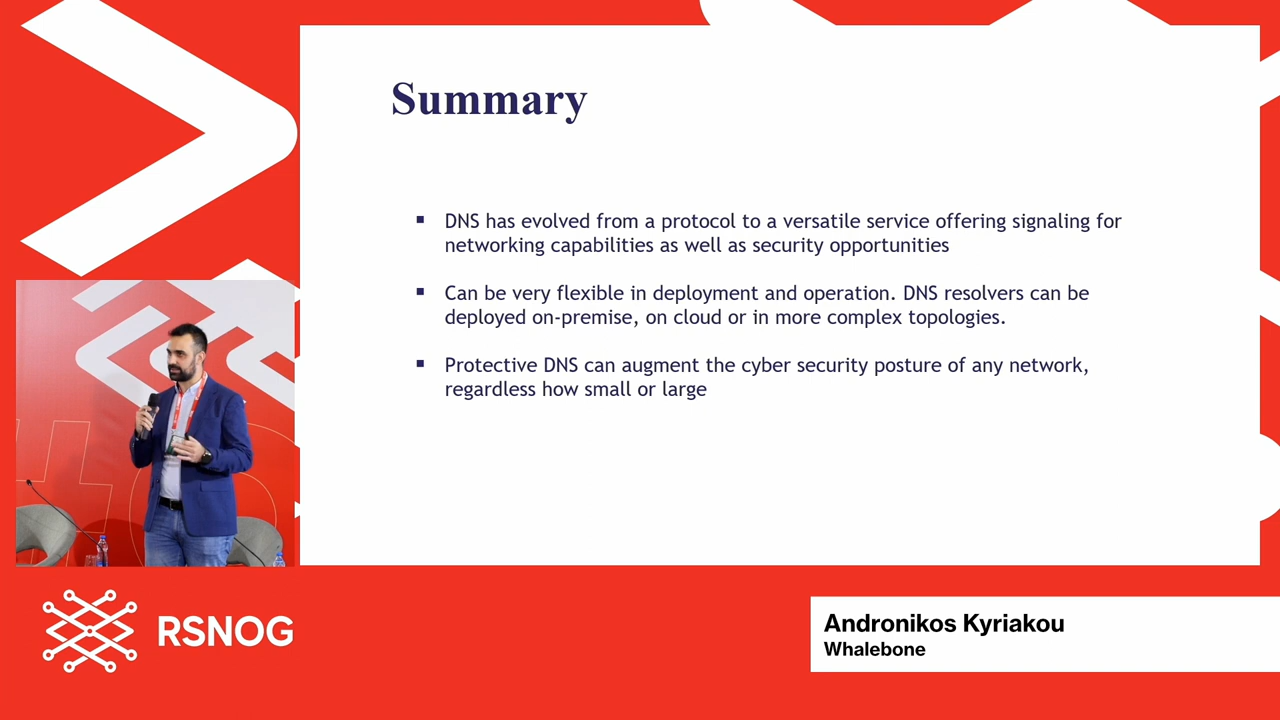 Summary
▪ DNS has evolved from a protocol to a versatile service offering signaling for
networking capabilities as well as security opportunities
▪ Can be very flexible in deployment and operation. DNS resolvers can be
deployed on-premise, on cloud or in more complex topologies.
▪ Protective DNS can augment the cyber security posture of any network,
regardless how small or large
RSNOG
Andronikos Kyriakou
Whalebone